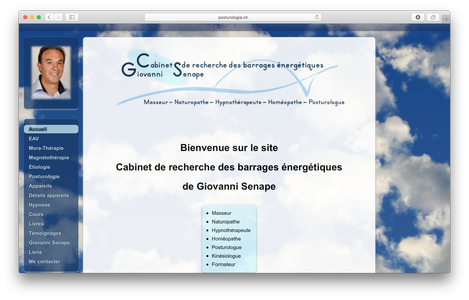 posturologie.ch
Cabinet de recherche des barrages énergétiques
Giovanni Senape
Masseur – Naturopathe – Hypnothérapeute – Homéopathe – Posturologue
Accueil
EAV
Mora-Thérapie
Magnétothérapie
Étiologie
Posturologie
Appareils
Détails appareils
Hypnose
Cours
Livres
Témoignages
Giovanni Senape
Liens
Me contacter
Bienvenue sur le site
Cabinet de recherche des barrages énergétiques
de Giovanni Senape
Masseur
Naturopathe
Hypnothérapeute
Homéopathe
Posturologue
Kinésiologue
Formateur